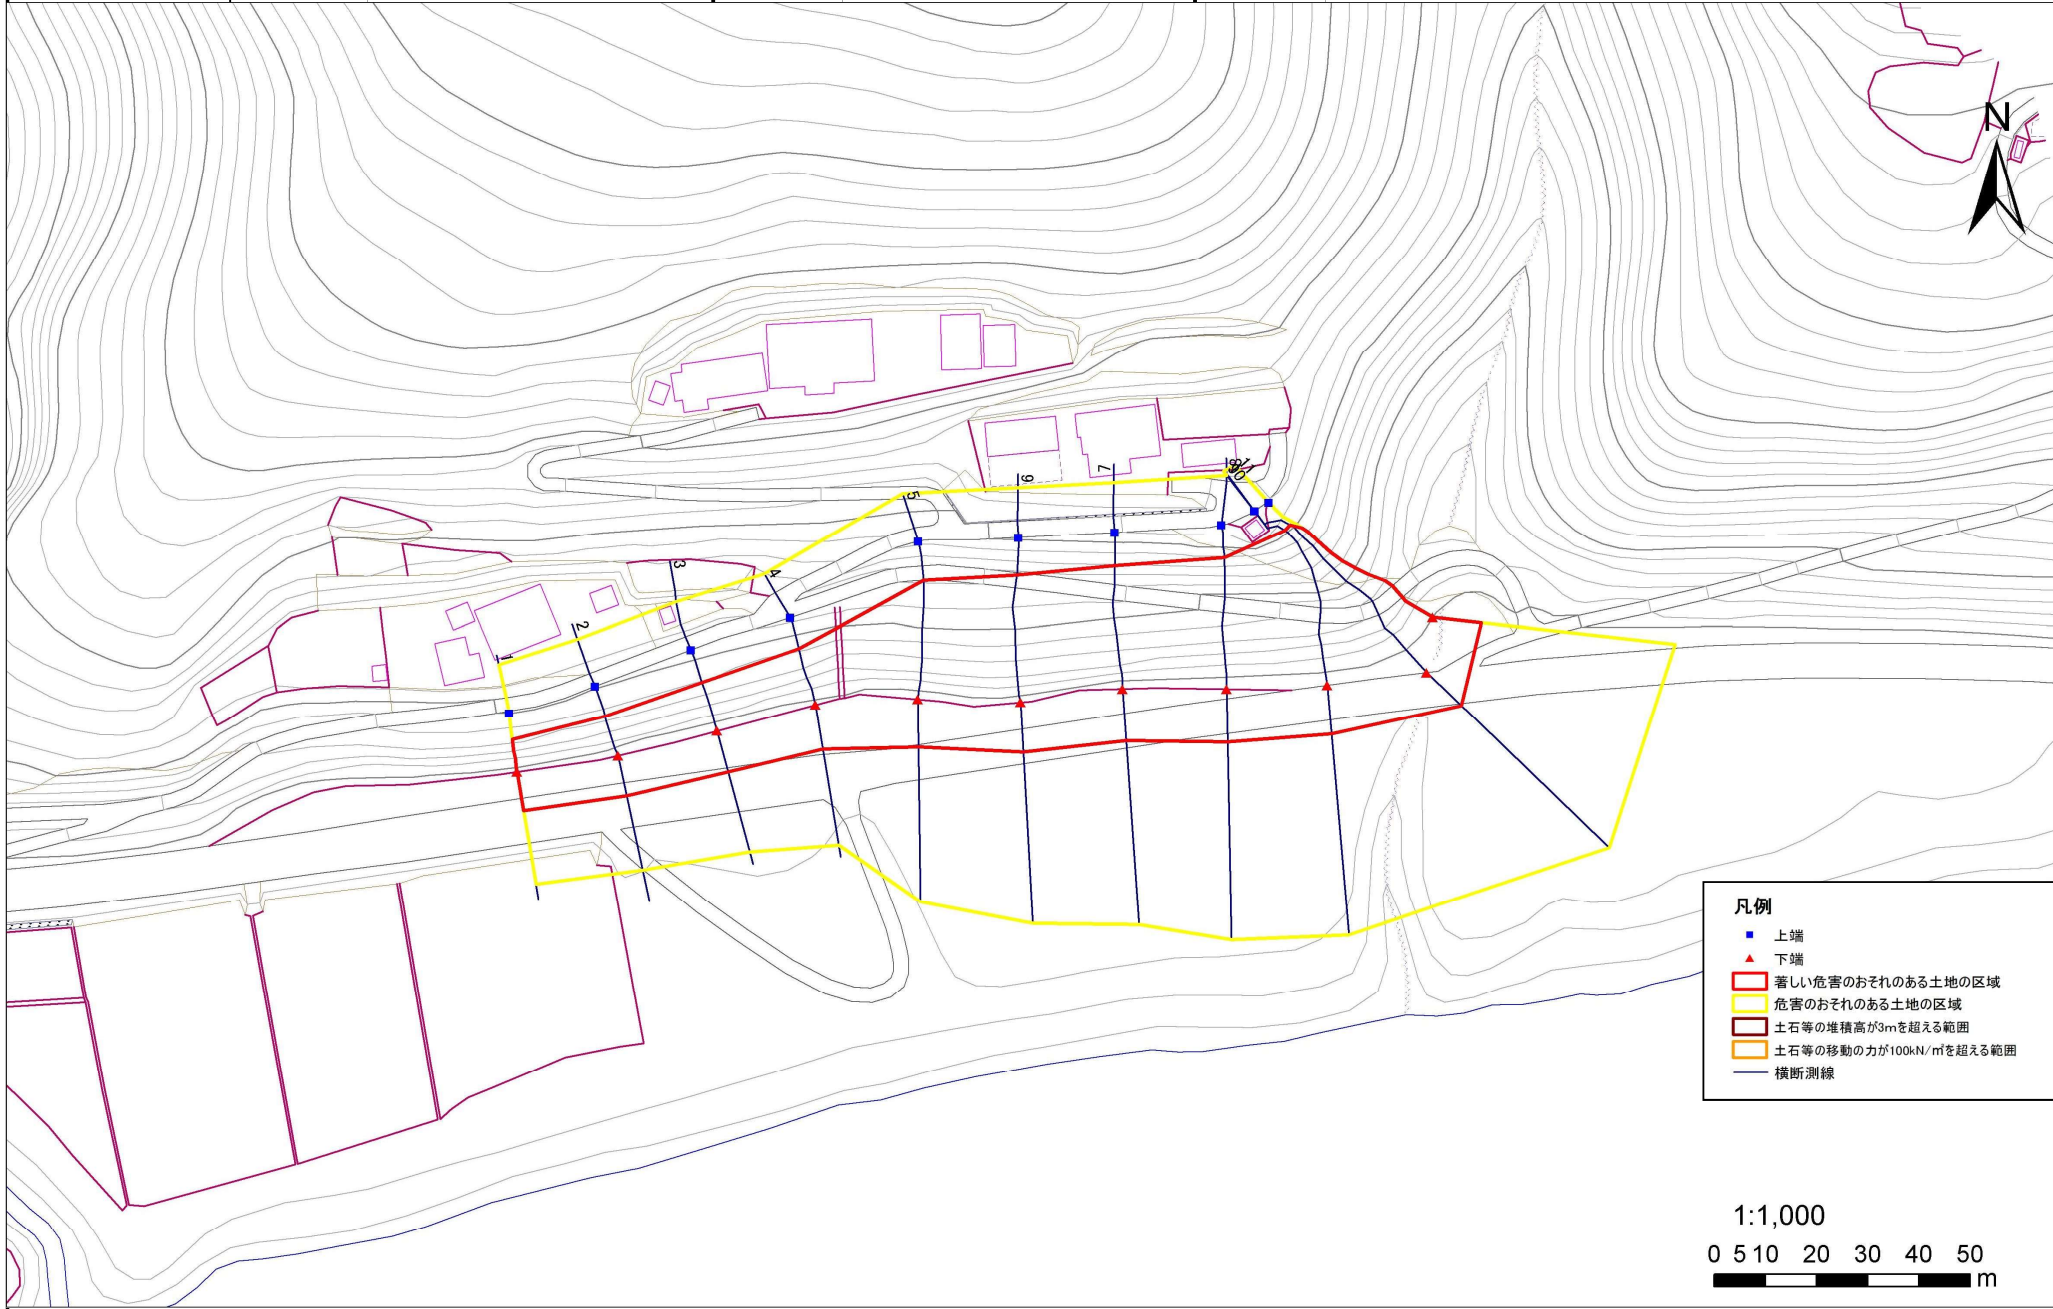 N
9
7
5
3
4
2
1
凡例
上端
下端
著しい危害のおそれのある土地の区域
危害のおそれのある土地の区域
土石等の堆積高が3mを超える範囲
土石等の移動の力が100kN/㎡を超える範囲
横断測線
1:1,000
0 5 10 20 30 40 50
m